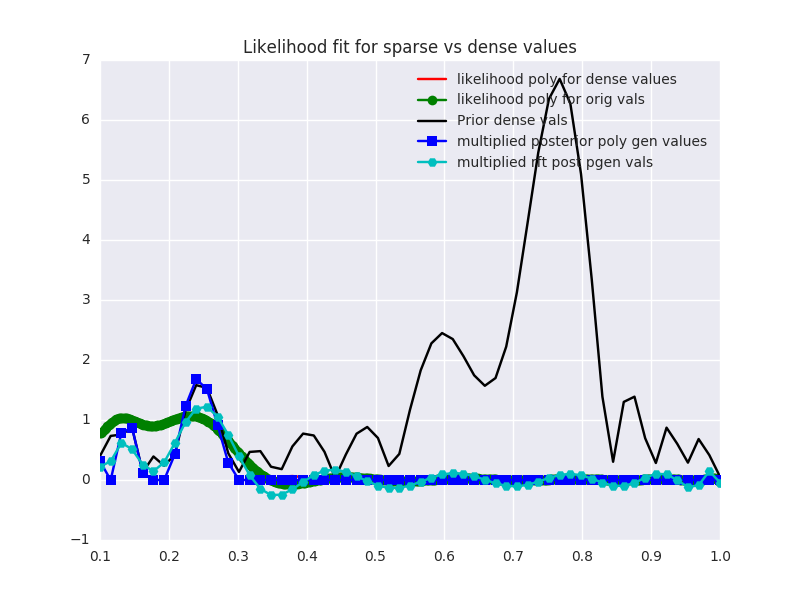 Likelihood fit for sparse vs dense values
7
6
5
4
3
2
1
0
−1
likelihood poly for dense values
likelihood poly for orig vals
Prior dense vals
multiplied posterior poly gen values
multiplied rft post pgen vals
0.1 0.2 0.3 0.4 0.5 0.6 0.7 0.8 0.9 1.0